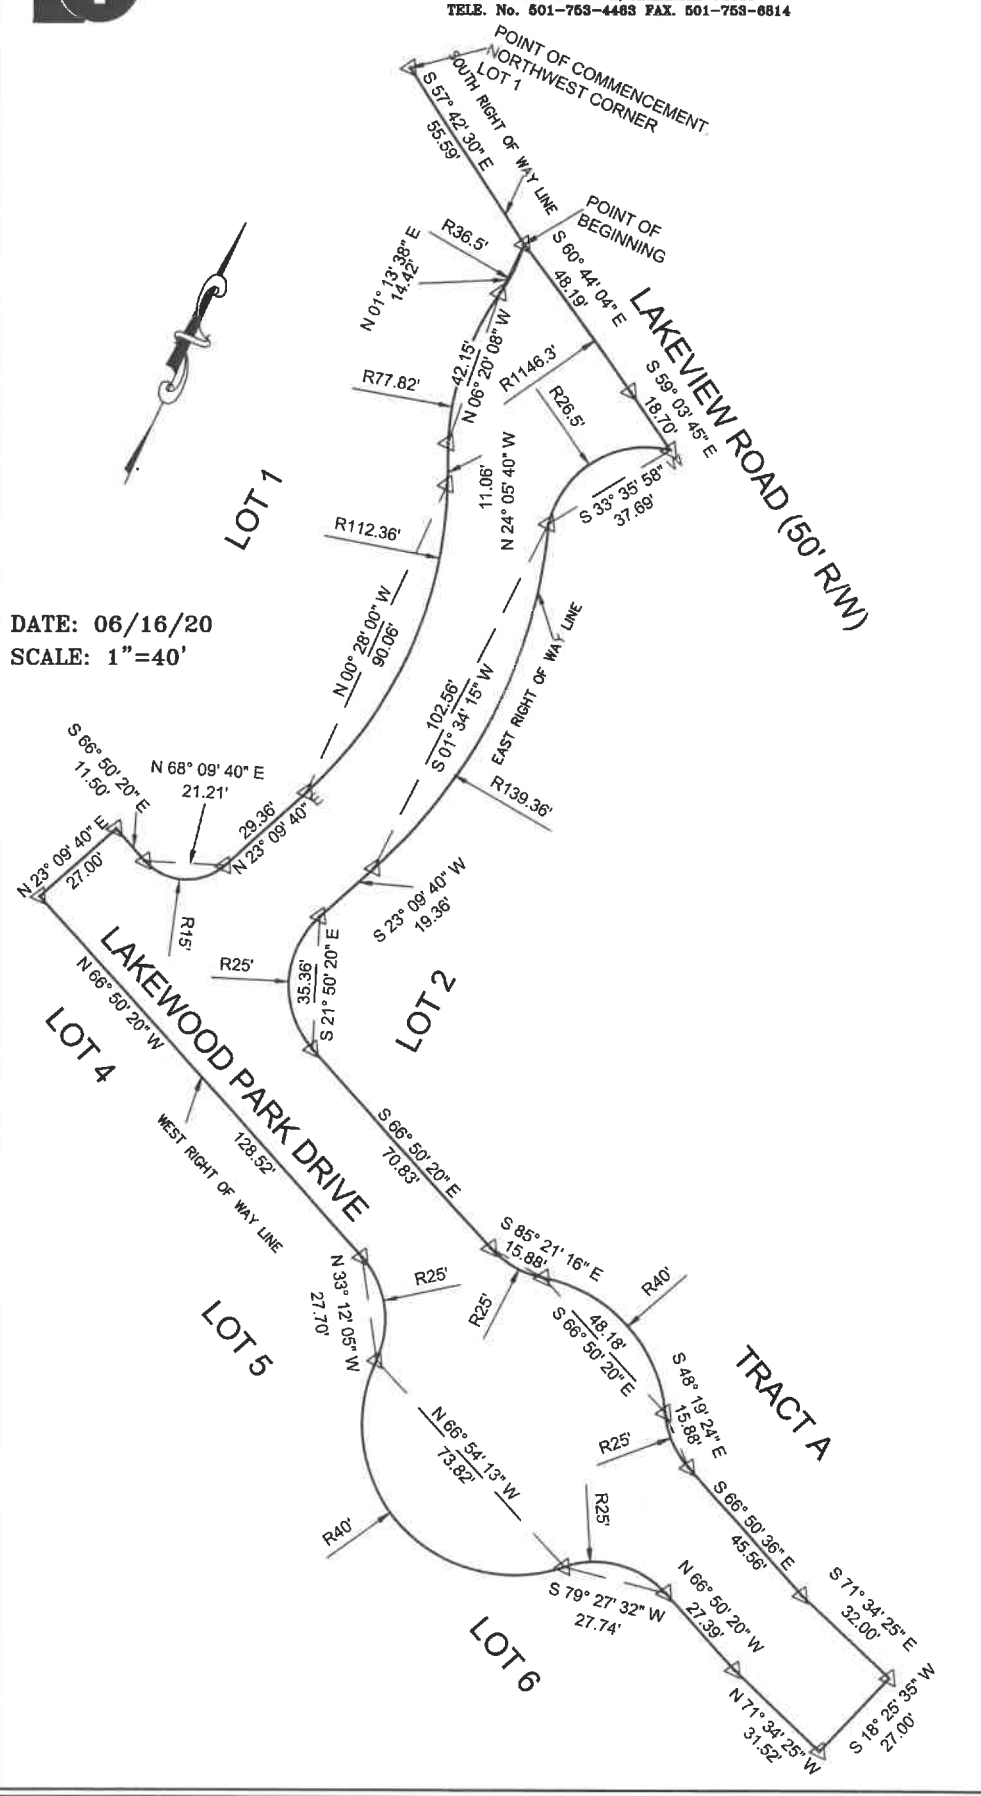 TELE. No. 501-753-4463 FAX. 501-753-6814
POINT OF COMMENCEMENT
NORTHWEST CORNER
LOT 1
SOUTH RIGHT OF WAY LINE
S 57° 42' 30" E
55.59'
POINT OF
BEGINNING
R36.5'
N 01° 13' 38" E
14.42'
S 60° 44' 04" E
48.19'
LAKEVIEW ROAD (50' R/W)
42.15'
N 06° 20' 08" W
R77.82'
R1146.3'
R26.5'
S 59° 03' 45" E
18.70'
11.06'
N 24° 05' 40" W
S 33° 35' 58" W
37.69'
LOT 1
R112.36'
N 00° 28' 00" W
90.06'
DATE: 06/16/20
SCALE: 1"=40'
102.56'
S 01° 34' 15" W
EAST RIGHT OF WAY LINE
R139.36'
S 66° 50' 20" E
11.50'
N 68° 09' 40" E
21.21'
29.36'
N 23° 09' 40" E
N 23° 09' 40" E
27.00'
R15'
S 23° 09' 40" W
19.36'
R25'
35.36'
S 21° 50' 20" E
LOT 2
LAKEWOOD PARK DRIVE
N 66° 50' 20" W
128.52'
LOT 4
WEST RIGHT OF WAY LINE
S 66° 50' 20" E
70.83'
S 85° 21' 16" E
15.88'
R25'
R40'
N 33° 12' 05" W
27.70'
R25'
LOT 5
48.18'
S 66° 50' 20" E
TRACT A
S 48° 19' 24" E
15.88'
R25'
N 66° 54' 13" W
73.82'
R40'
R25'
S 66° 50' 36" E
45.56'
S 79° 27' 32" W
27.74'
N 66° 50' 20" W
27.39'
S 71° 34' 25" E
32.00'
LOT 6
N 71° 34' 25" W
31.52'
S 18° 25' 35" W
27.00'